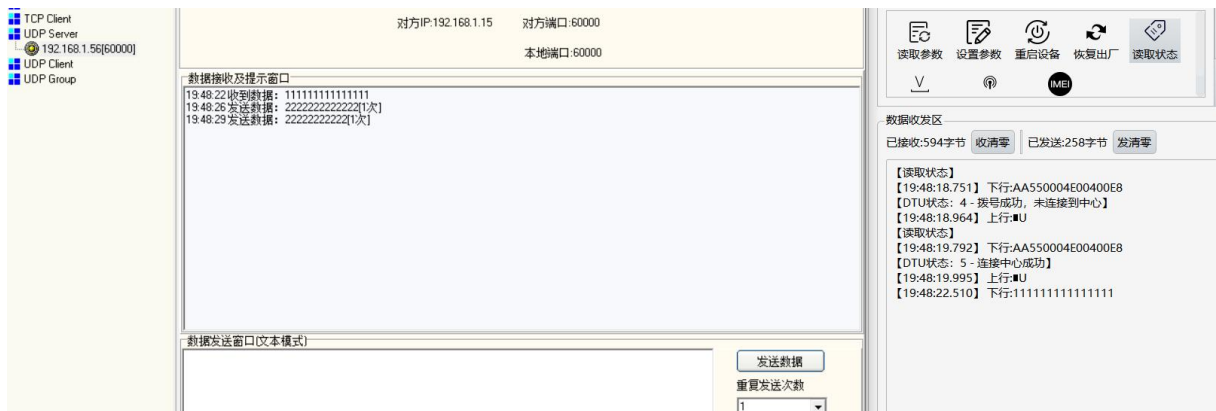 TCP Client
UDP Server
192.168.1.56[60000]
UDP Client
UDP Group
对方IP:192.168.1.15 对方端口:60000
本地端口:60000
数据接收及提示窗口
19:48:22 收到数据：111111111111111
19:48:26 发送数据：2222222222222[1次]
19:48:29 发送数据：22222222222[1次]
数据发送窗口(文本模式)
发送数据
重复发送次数
1
读取参数 设置参数 重启设备 恢复出厂 读取状态
IMEI
数据收发区
已接收:594字节 收清零 已发送:258字节 发清零
【读取状态】
【19:48:18.751】下行:AA550004E00400E8
【DTU状态：4 - 拨号成功，未连接到中心】
【19:48:18.964】上行:■U
【读取状态】
【19:48:19.792】下行:AA550004E00400E8
【DTU状态：5 - 连接中心成功】
【19:48:19.995】上行:■U
【19:48:22.510】下行:111111111111111